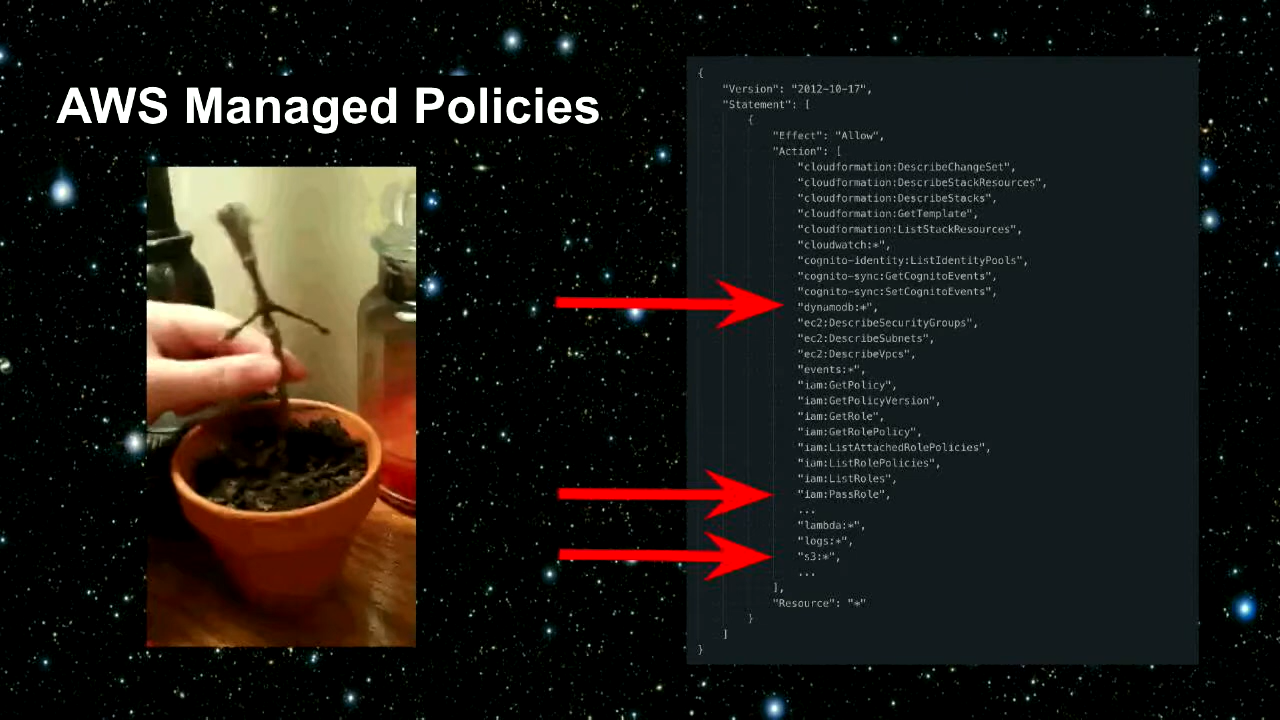 AWS Managed Policies
{
"Version": "2012-10-17",
"Statement": [
{
"Effect": "Allow",
"Action": [
"cloudformation:DescribeChangeSet",
"cloudformation:DescribeStackResources",
"cloudformation:DescribeStacks",
"cloudformation:GetTemplate",
"cloudformation:ListStackResources",
"cloudwatch:*",
"cognito-identity:ListIdentityPools",
"cognito-sync:GetCognitoEvents",
"cognito-sync:SetCognitoEvents",
"dynamodb:*",
"ec2:DescribeSecurityGroups",
"ec2:DescribeSubnets",
"ec2:DescribeVpcs",
"events:*",
"iam:GetPolicy",
"iam:GetPolicyVersion",
"iam:GetRole",
"iam:GetRolePolicy",
"iam:ListAttachedRolePolicies",
"iam:ListRolePolicies",
"iam:ListRoles",
"iam:PassRole",
...
"lambda:*",
"logs:*",
"s3:*",
...
],
"Resource": "*"
}
]
}